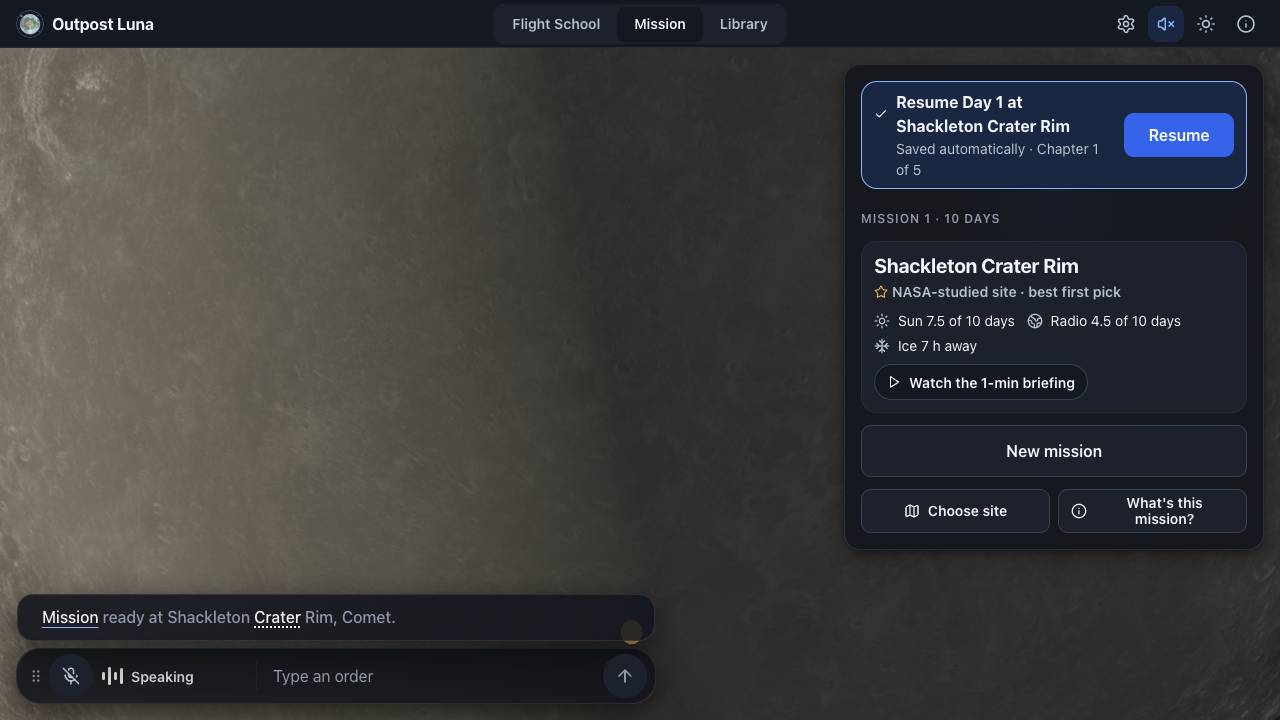 Outpost Luna
Flight School
Mission
Library
Resume Day 1 at
Shackleton Crater Rim
Saved automatically · Chapter 1
of 5
Resume
MISSION 1 · 10 DAYS
Shackleton Crater Rim
NASA-studied site · best first pick
Sun 7.5 of 10 days
Radio 4.5 of 10 days
Ice 7 h away
Watch the 1-min briefing
New mission
Choose site
What's this
mission?
Mission ready at Shackleton Crater Rim, Comet.
Speaking
Type an order